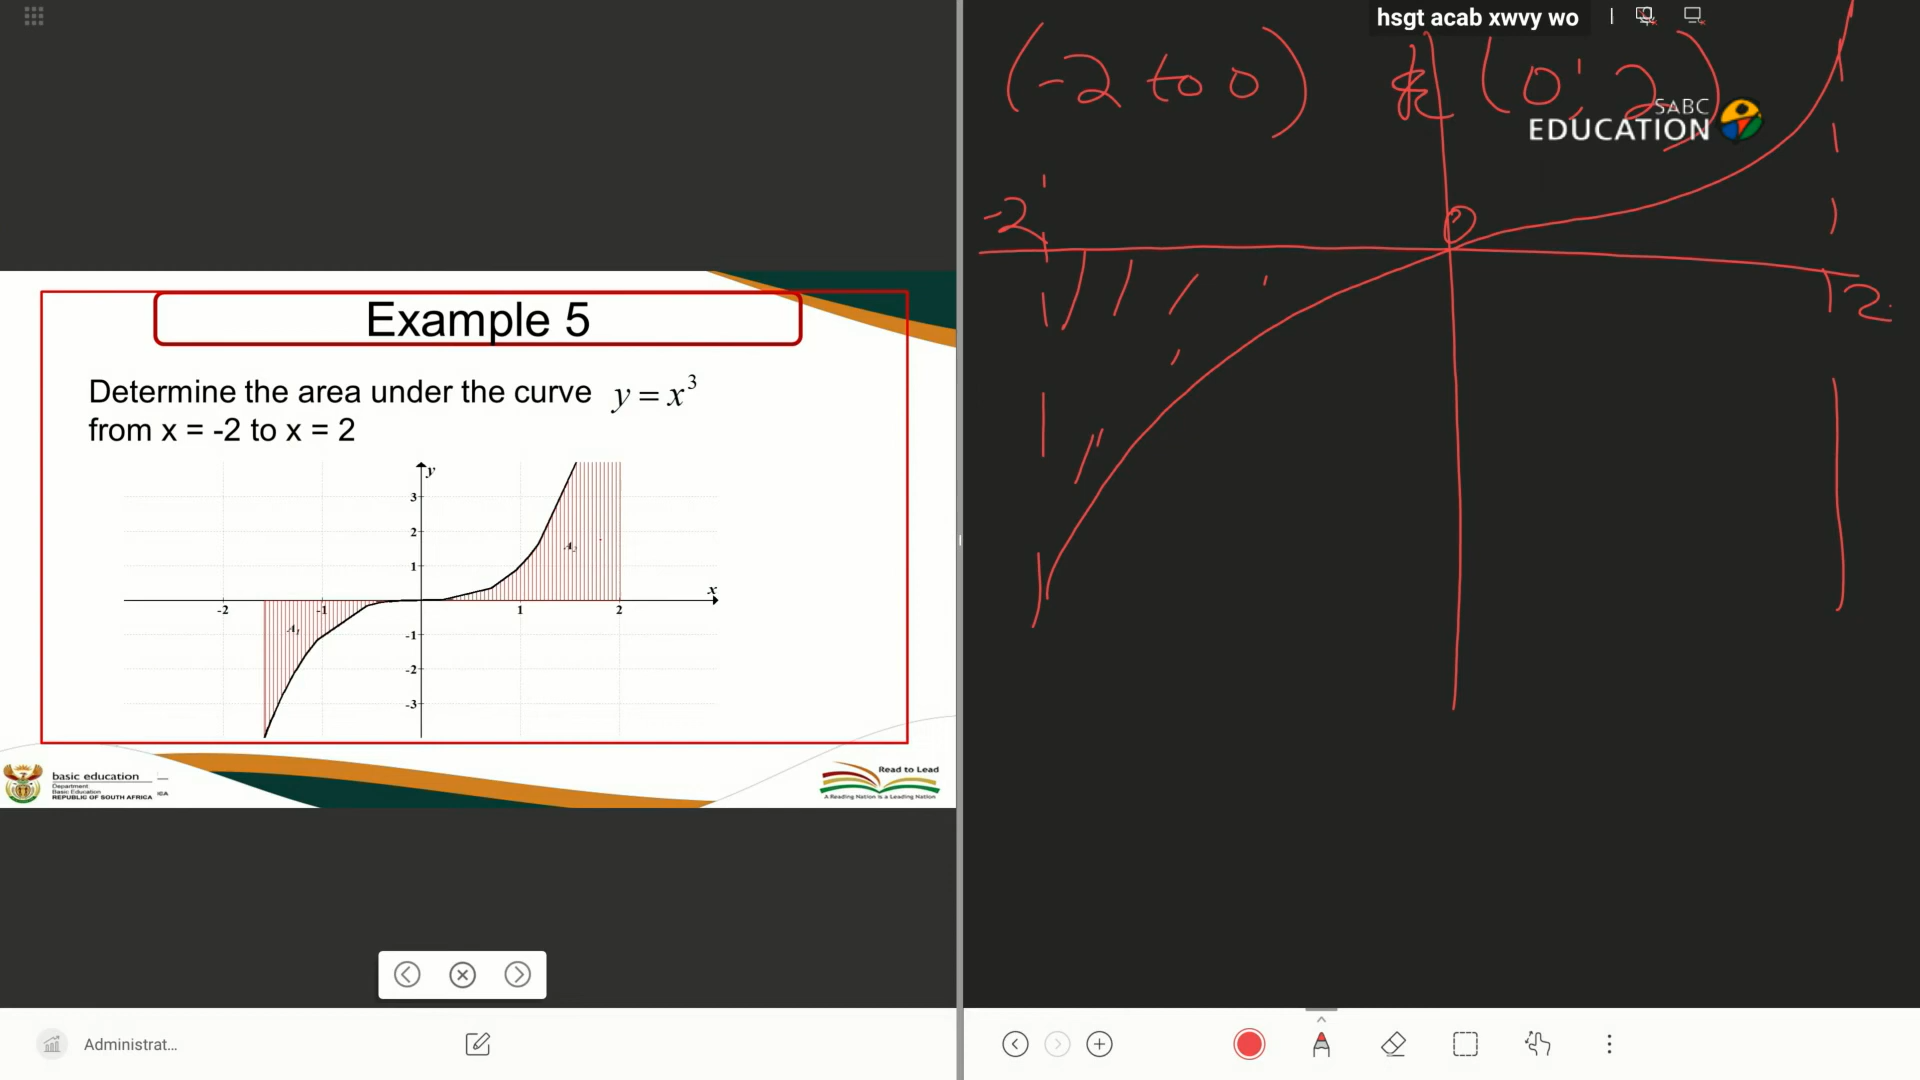 Example 5
Determine the area under the curve y = x³
from x = -2 to x = 2
y
3
2
1
x
-2
-1
1
2
-1
-2
-3
A₁
A₂
basic education
Department:
Basic Education
REPUBLIC OF SOUTH AFRICA
ICA
Read to Lead
A Reading Nation is a Leading Nation
Administrat...
hsgt acab xwvy wo
(-2 to 0) & (0; 2)
SABC
EDUCATION
-2
0
2